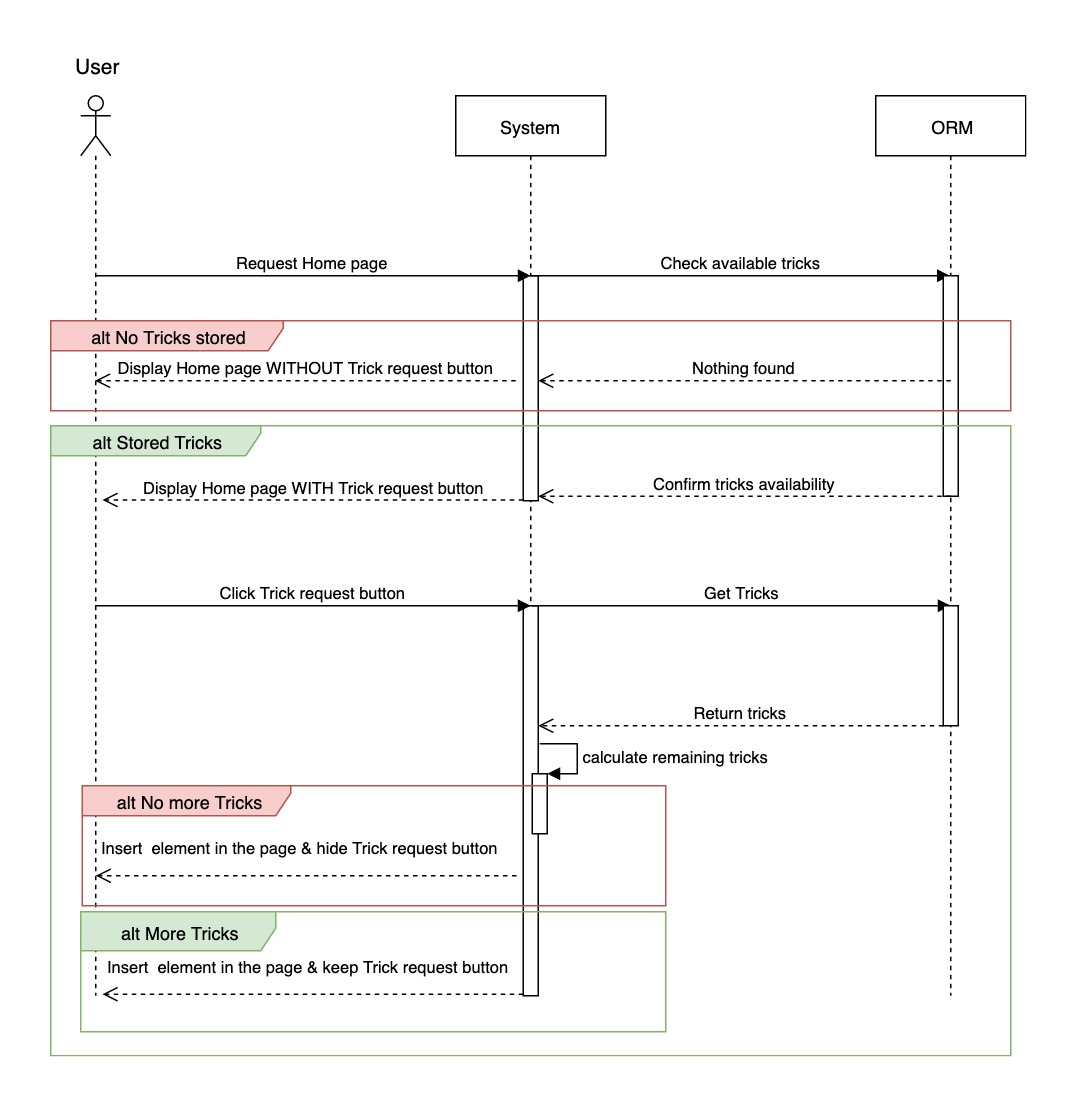 User
System
ORM
Request Home page
Check available tricks
alt No Tricks stored
Display Home page WITHOUT Trick request button
Nothing found
alt Stored Tricks
Display Home page WITH Trick request button
Confirm tricks availability
Click Trick request button
Get Tricks
Return tricks
calculate remaining tricks
alt No more Tricks
Insert  element in the page & hide Trick request button
alt More Tricks
Insert  element in the page & keep Trick request button